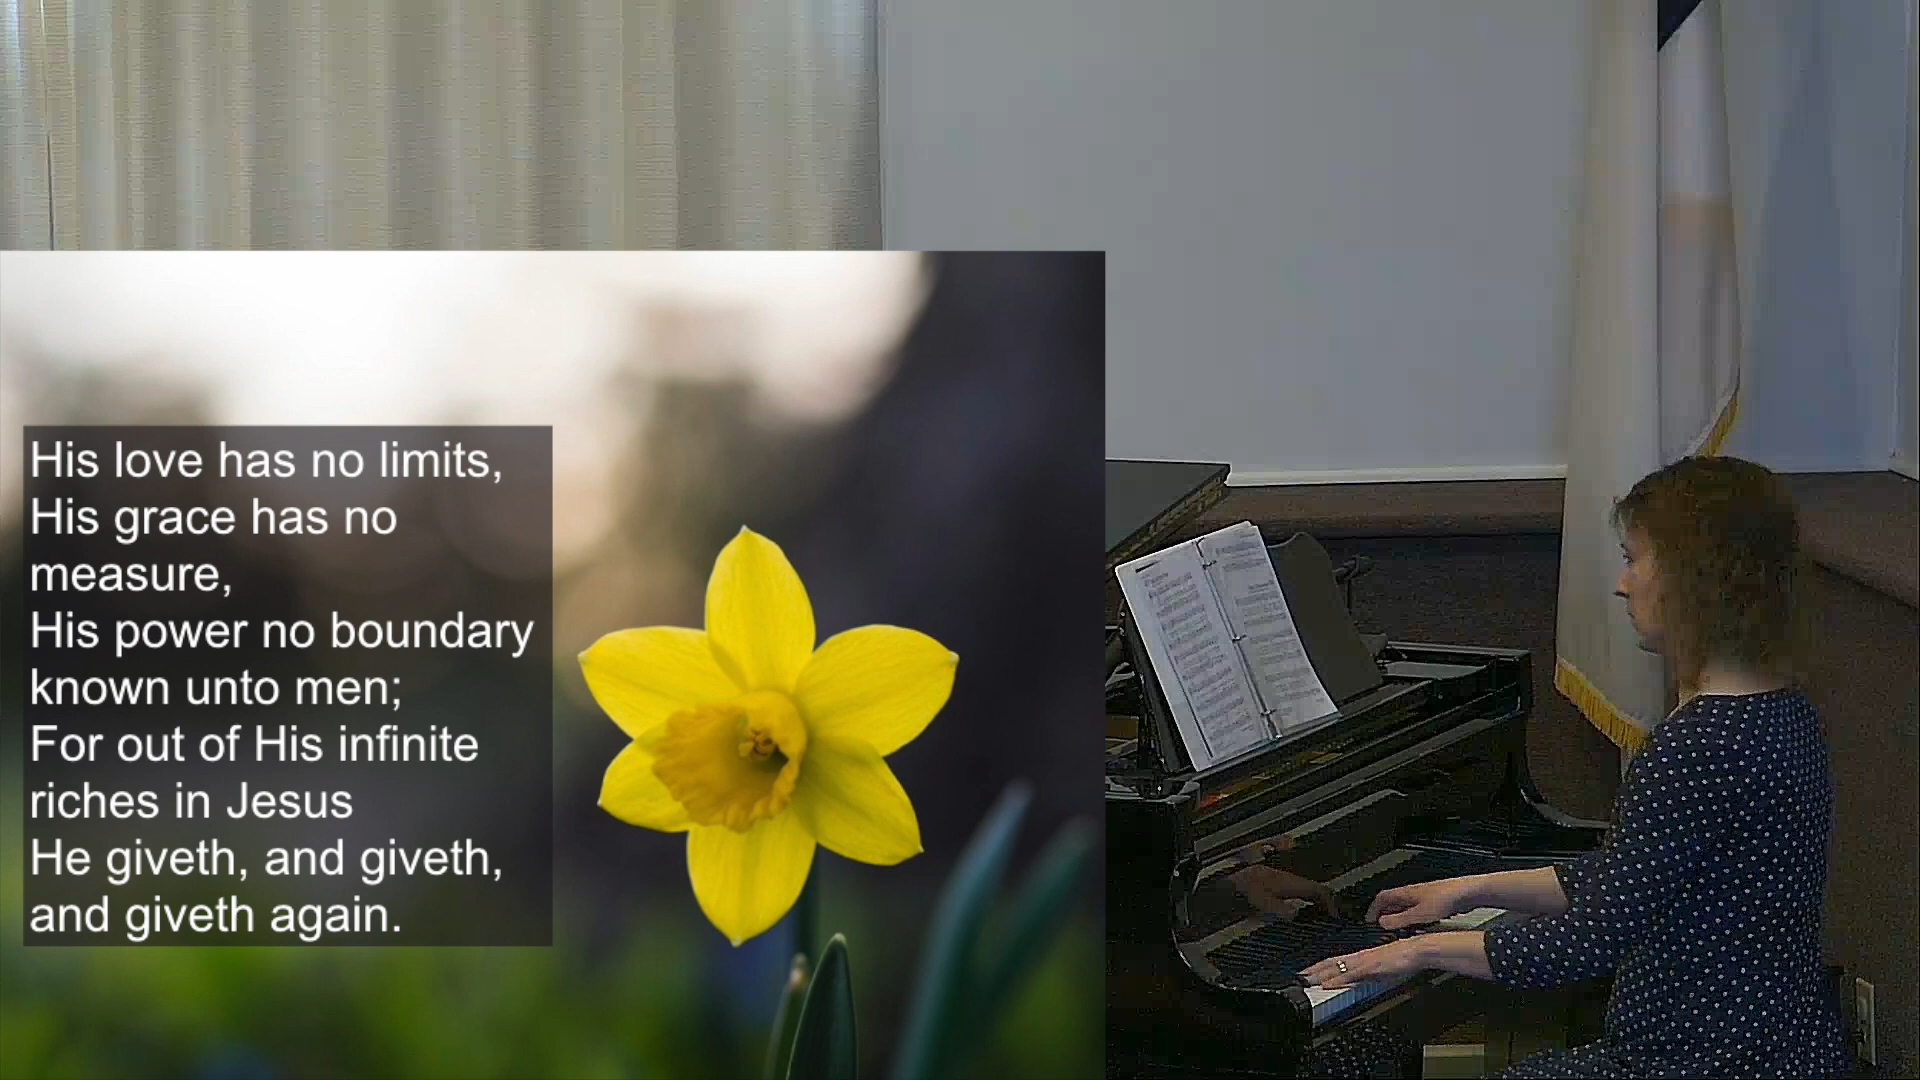 His love has no limits,
His grace has no
measure,
His power no boundary
known unto men;
For out of His infinite
riches in Jesus
He giveth, and giveth,
and giveth again.